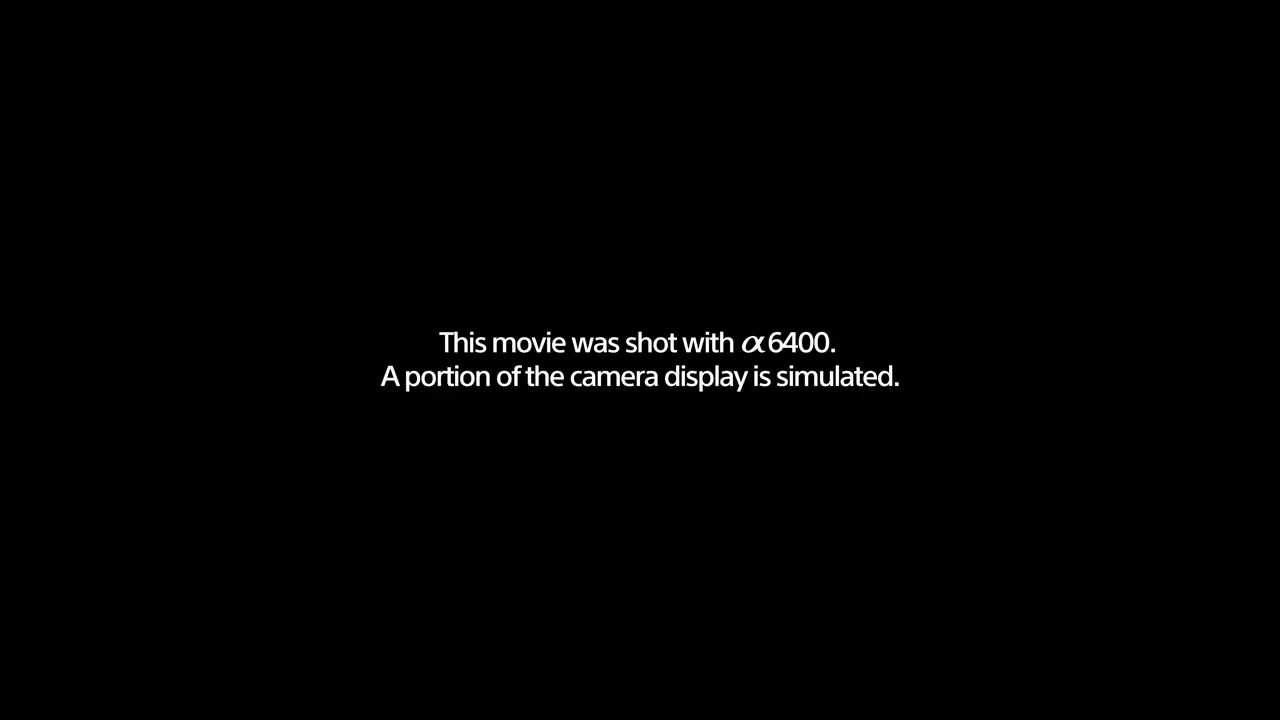 This movie was shot with α6400.
A portion of the camera display is simulated.